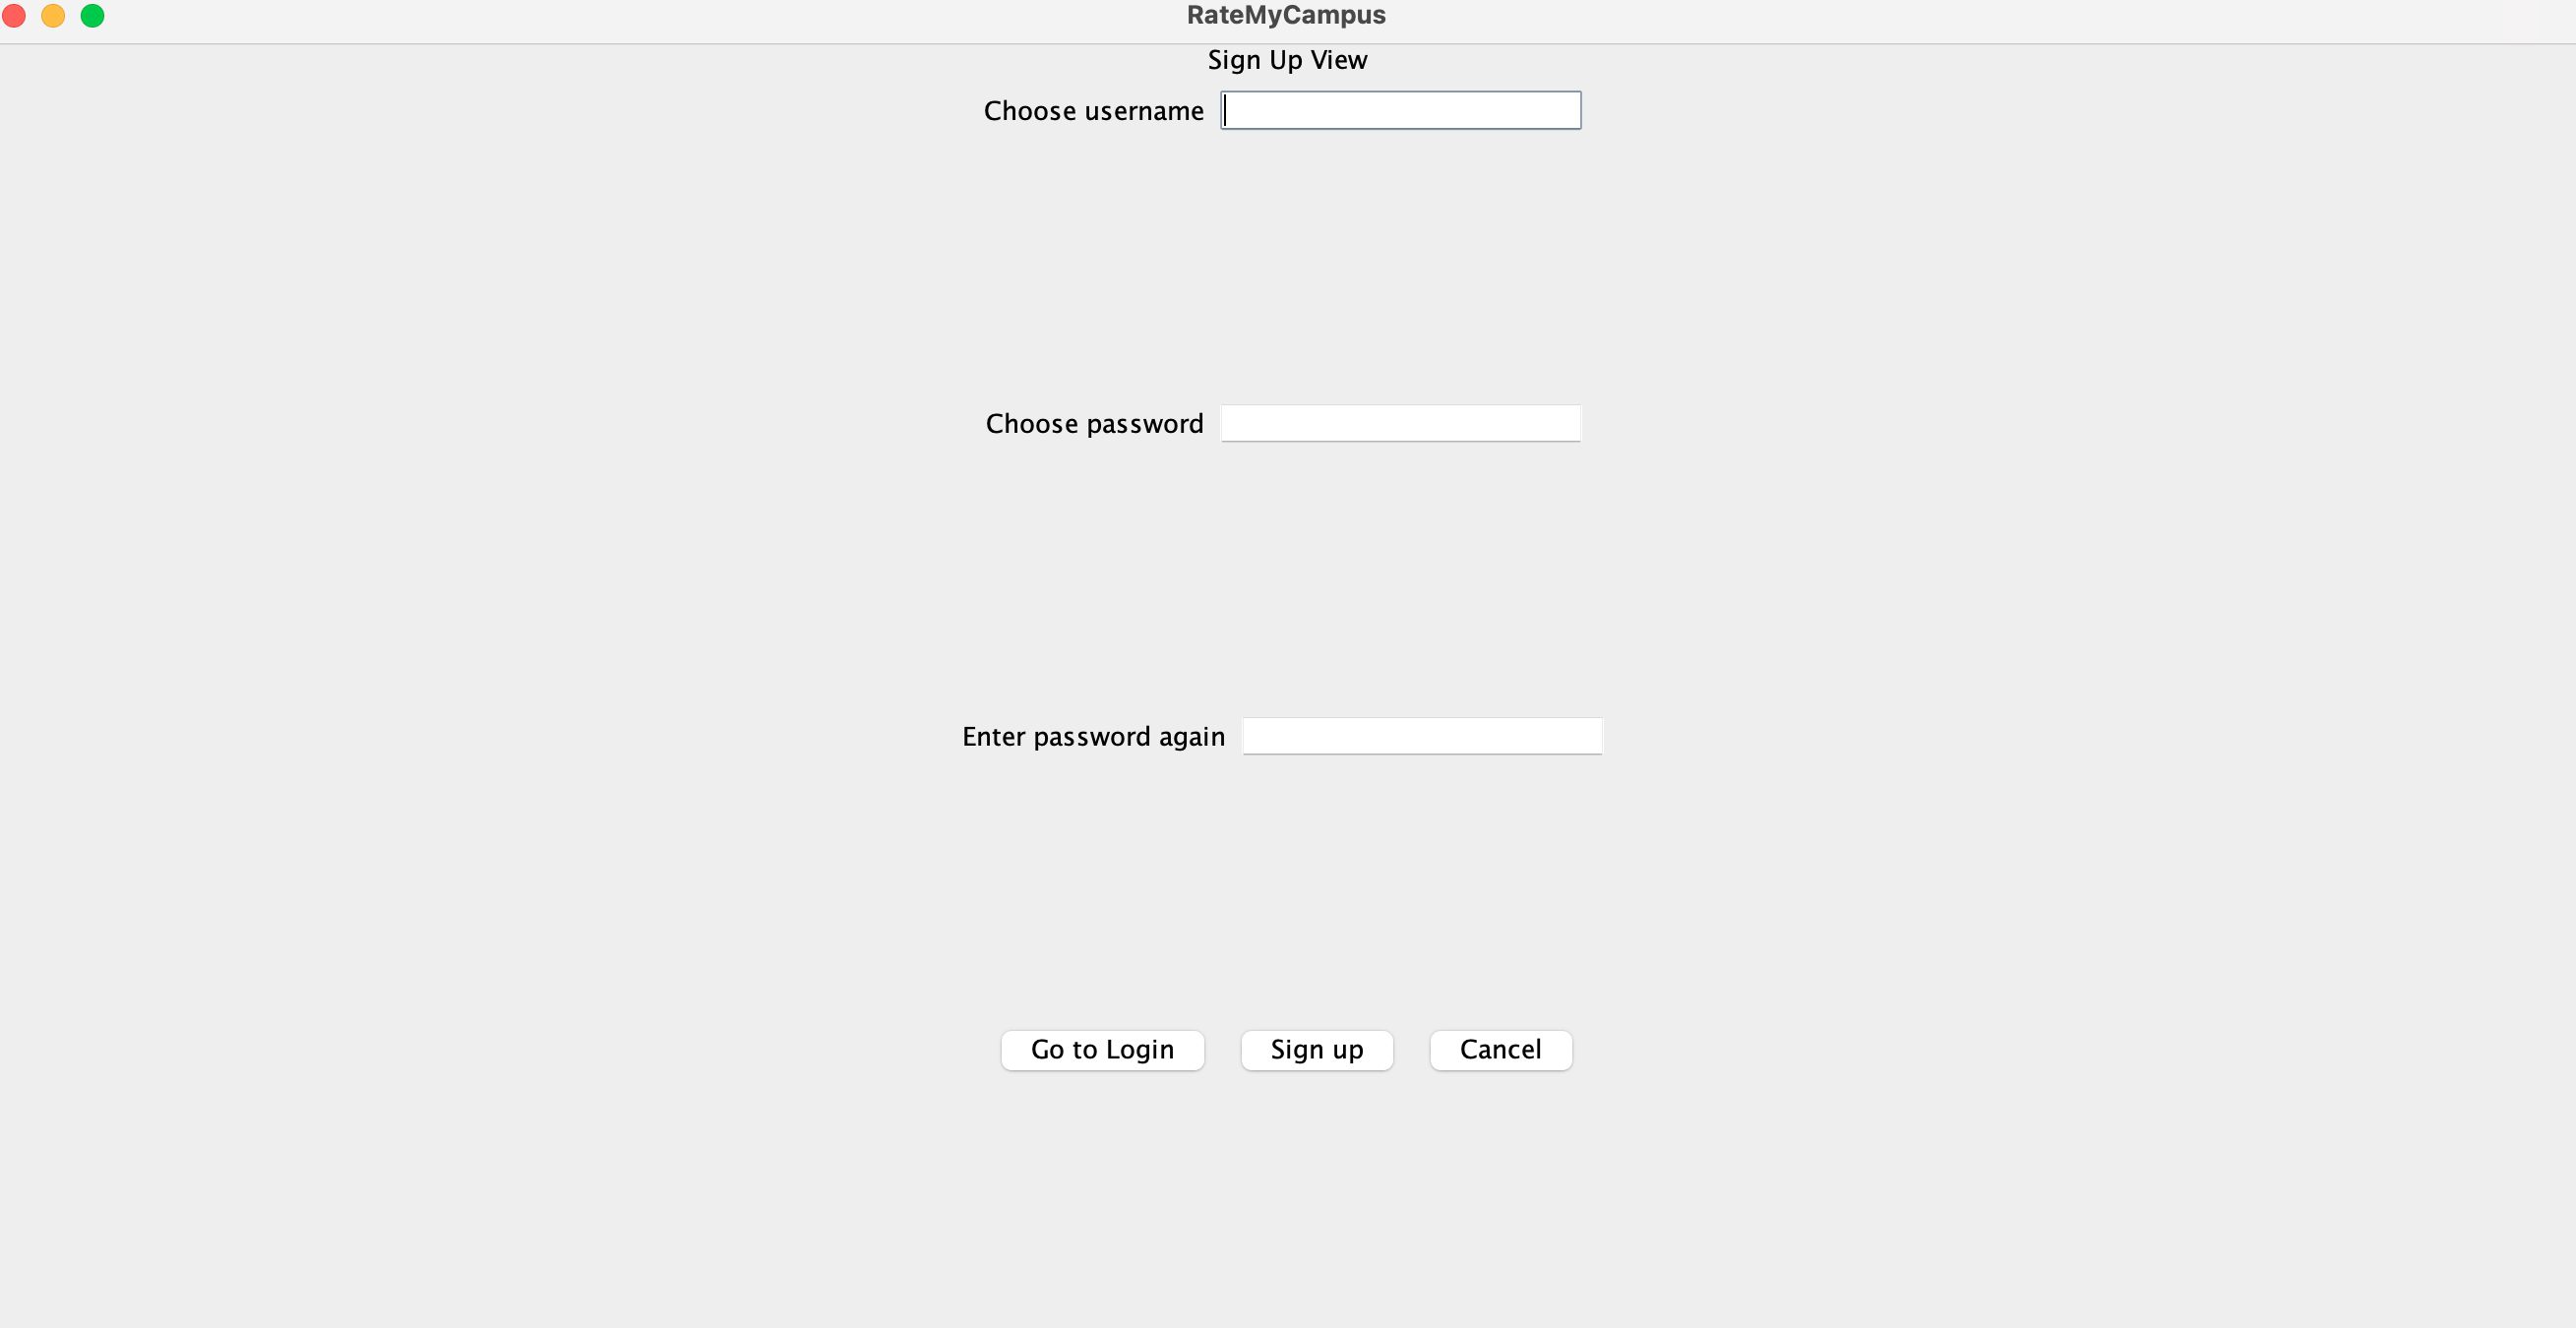 RateMyCampus
Sign Up View
Choose username
Choose password
Enter password again
Go to Login Sign up Cancel